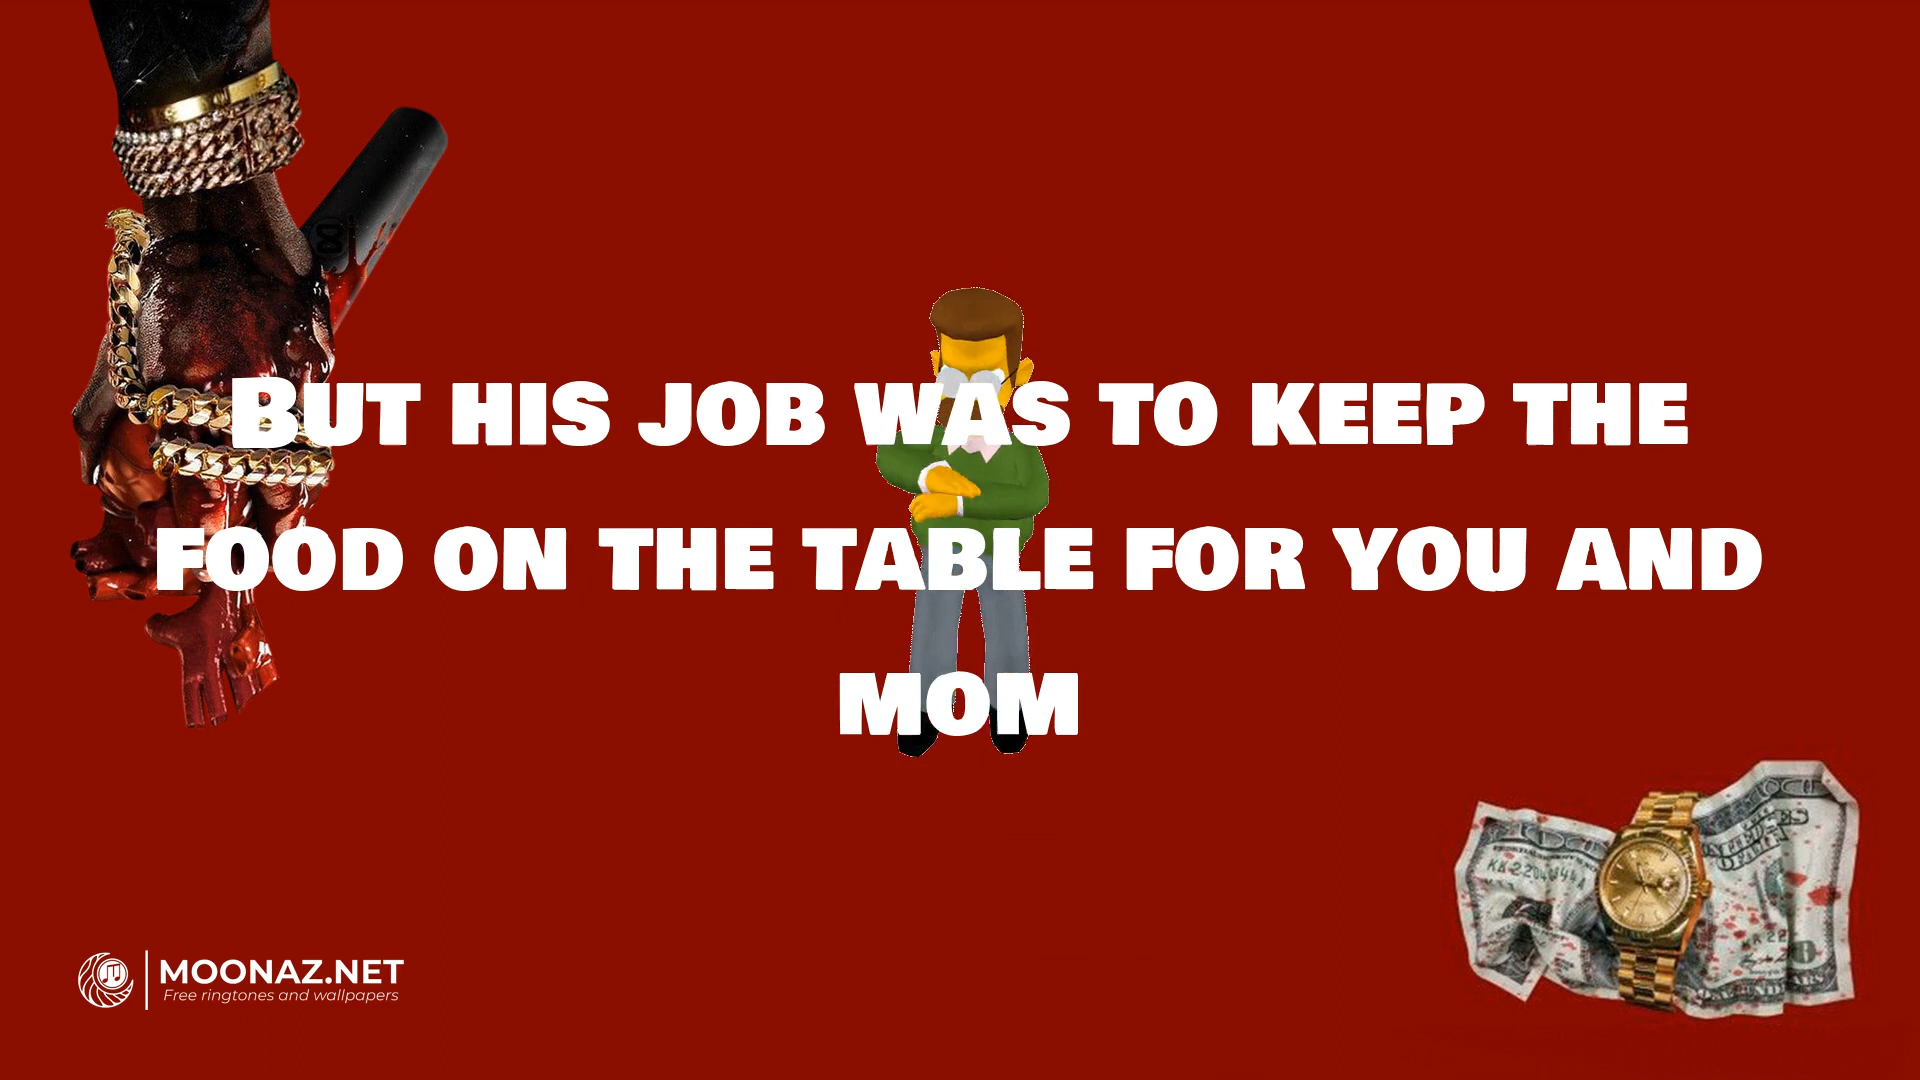 BUT HIS JOB WAS TO KEEP THE
FOOD ON THE TABLE FOR YOU AND
MOM
MOONAZ.NET
Free ringtones and wallpapers